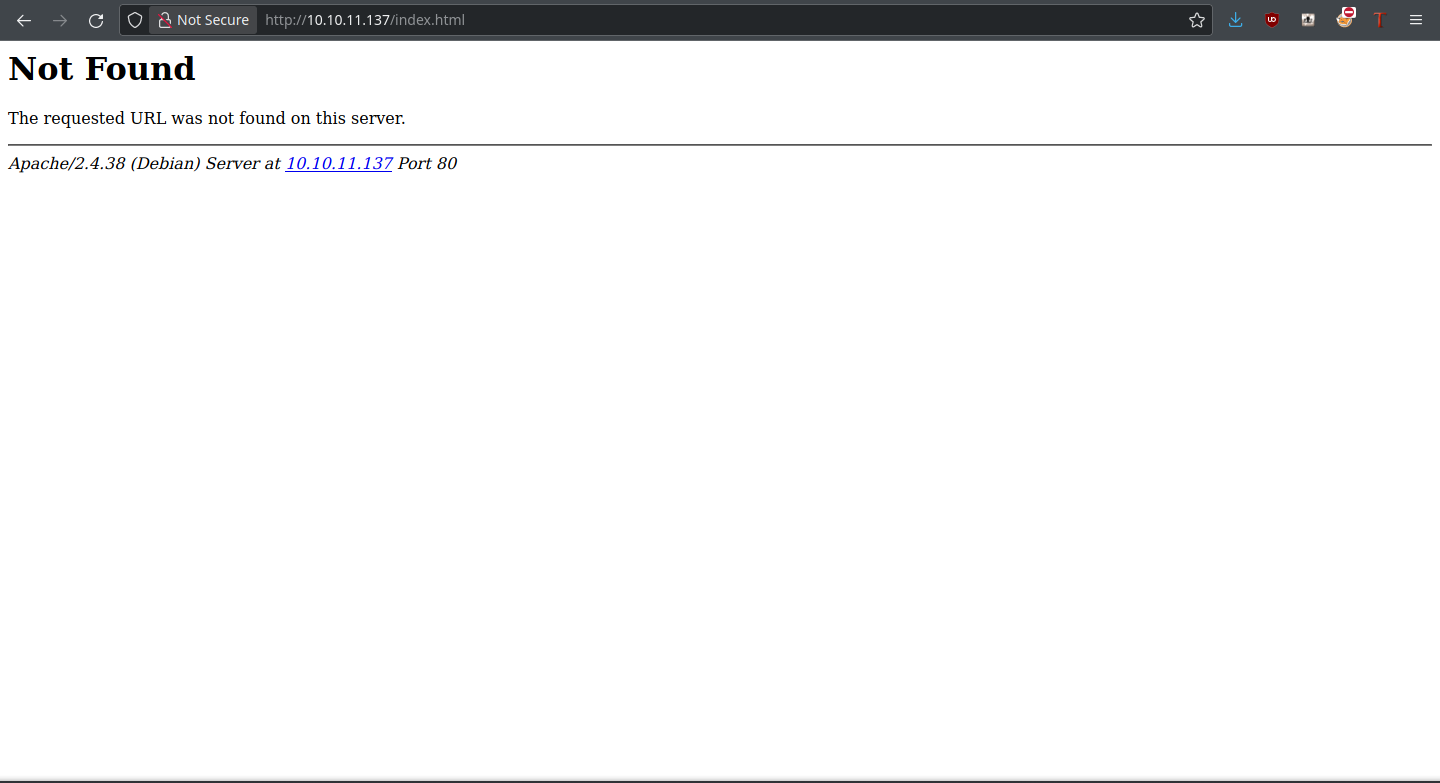 Not Secure http://10.10.11.137/index.html
Not Found
The requested URL was not found on this server.
Apache/2.4.38 (Debian) Server at 10.10.11.137 Port 80